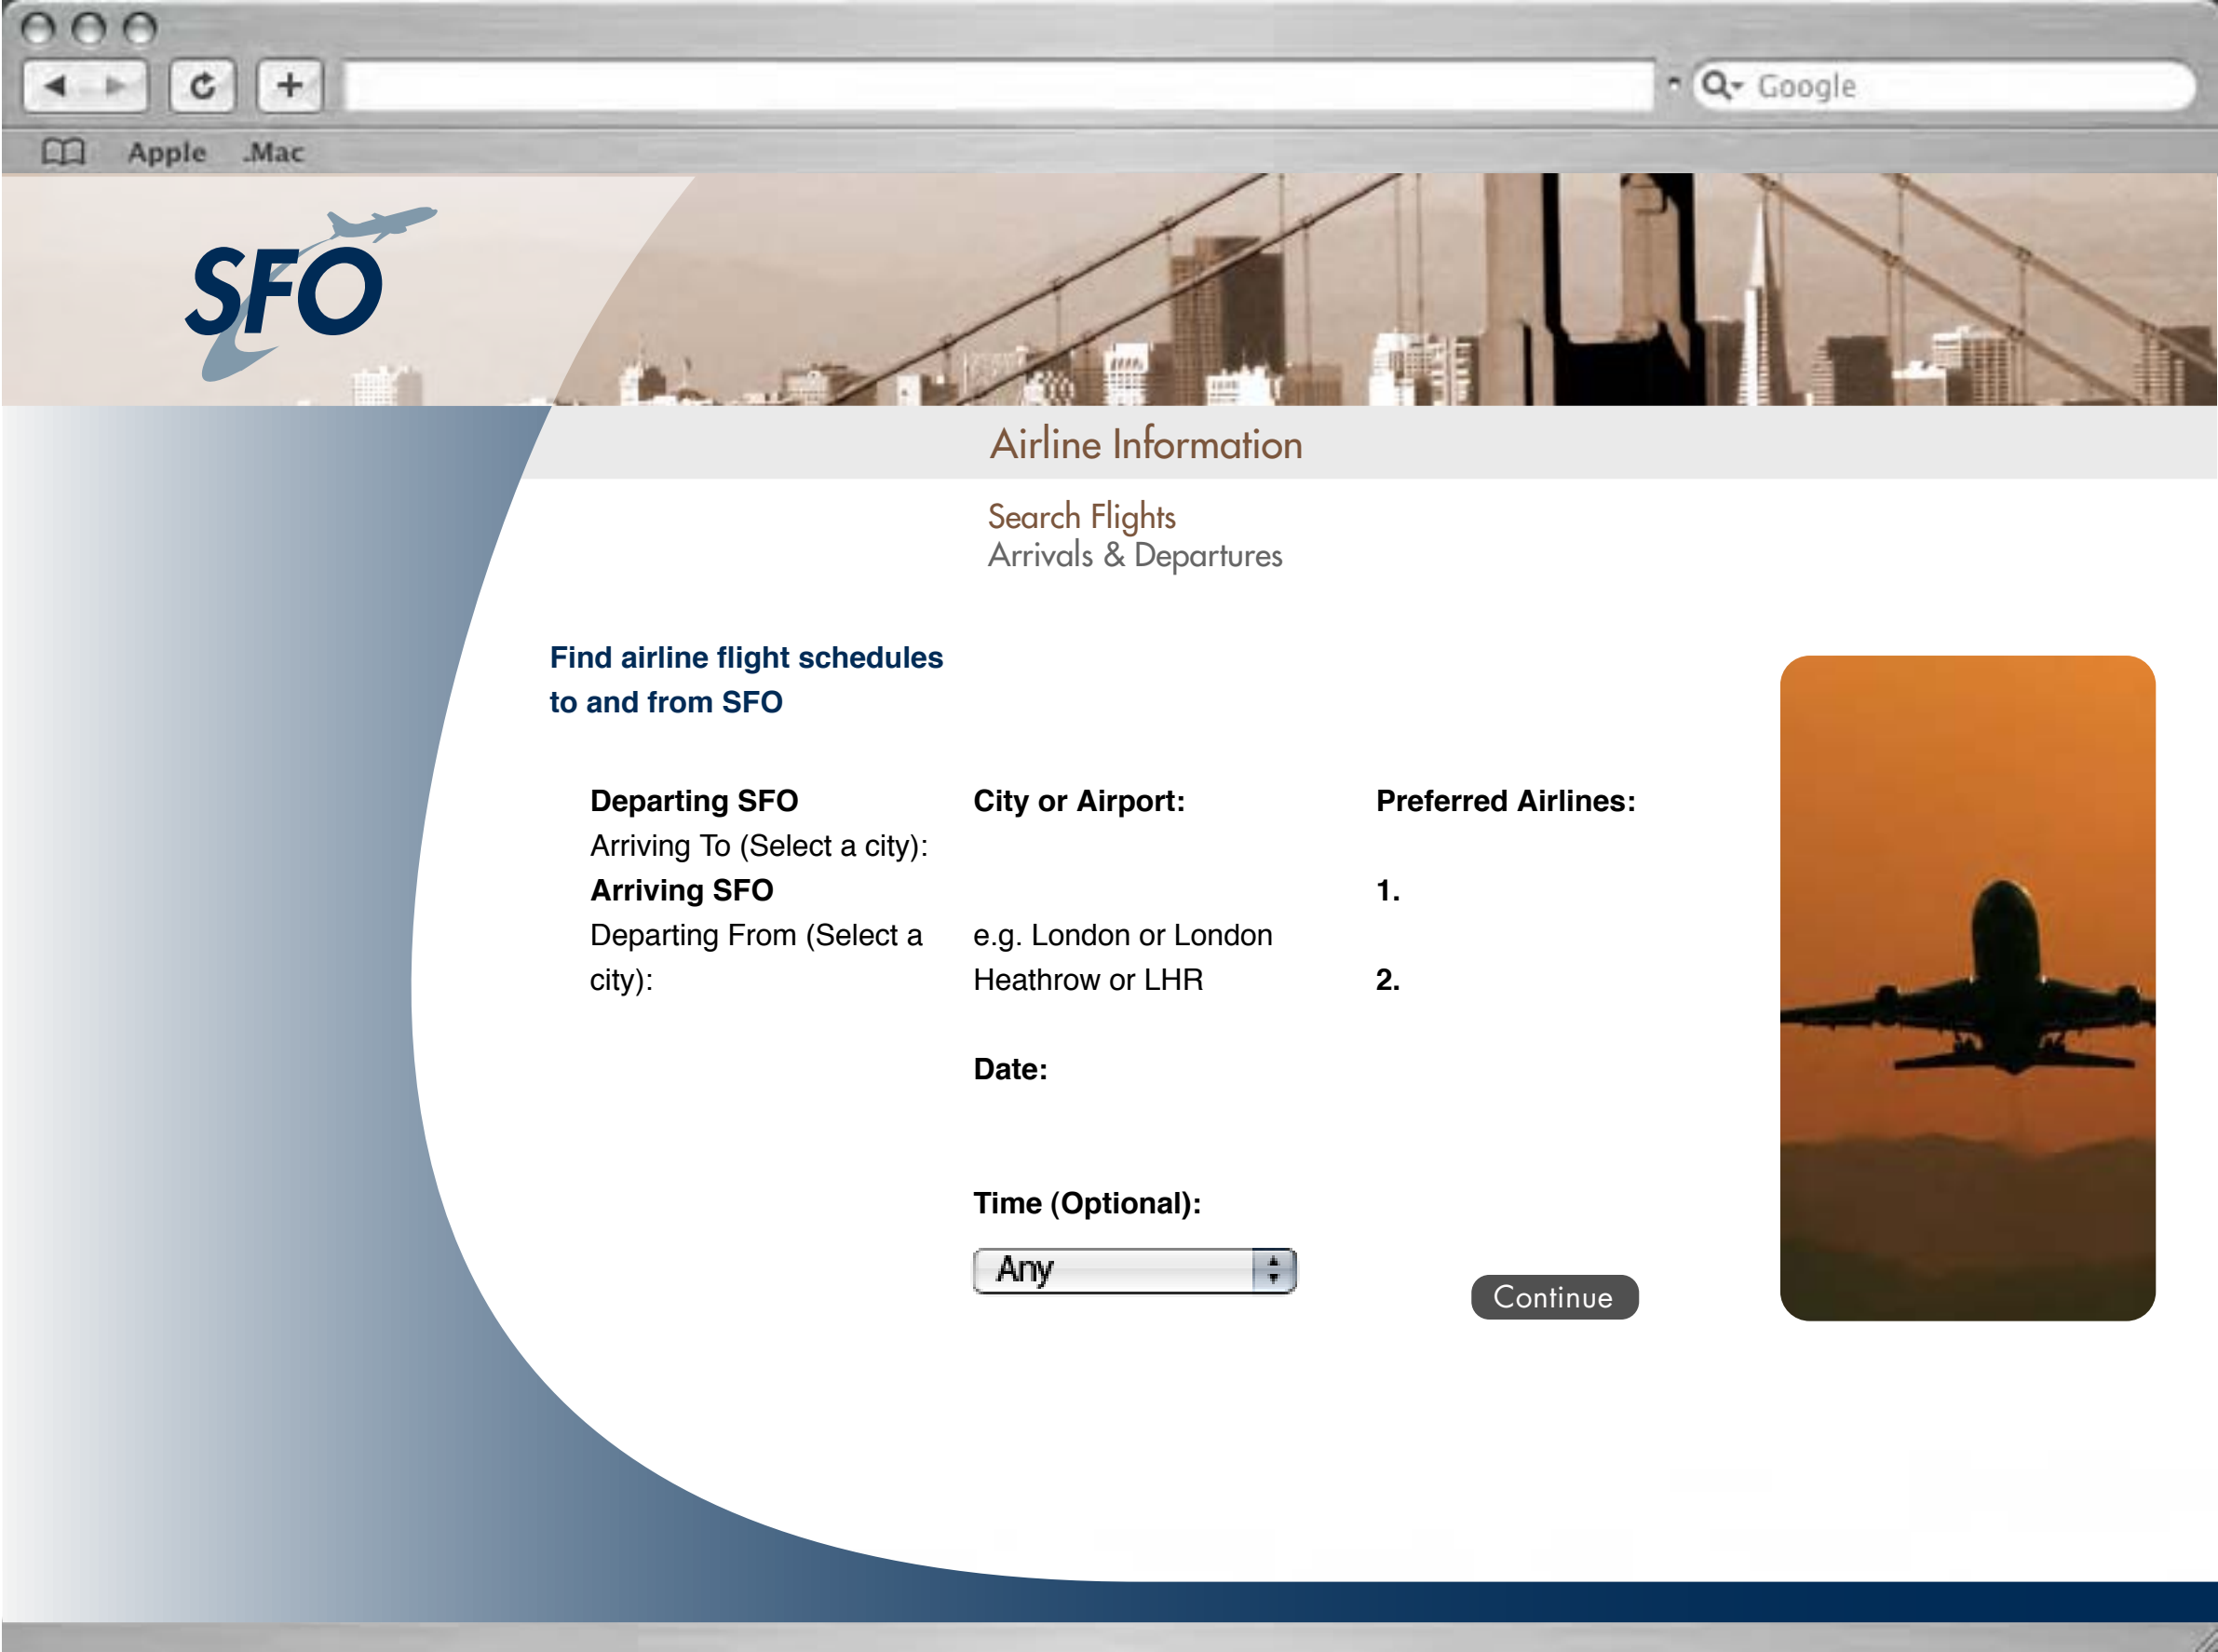 Google
Apple .Mac
SFO
Airline Information
Search Flights
Arrivals & Departures
Find airline flight schedules
to and from SFO
Departing SFO
Arriving To (Select a city):
Arriving SFO
Departing From (Select a
city):
City or Airport:
e.g. London or London
Heathrow or LHR
Date:
Time (Optional):
Any
Preferred Airlines:
1.
2.
Continue